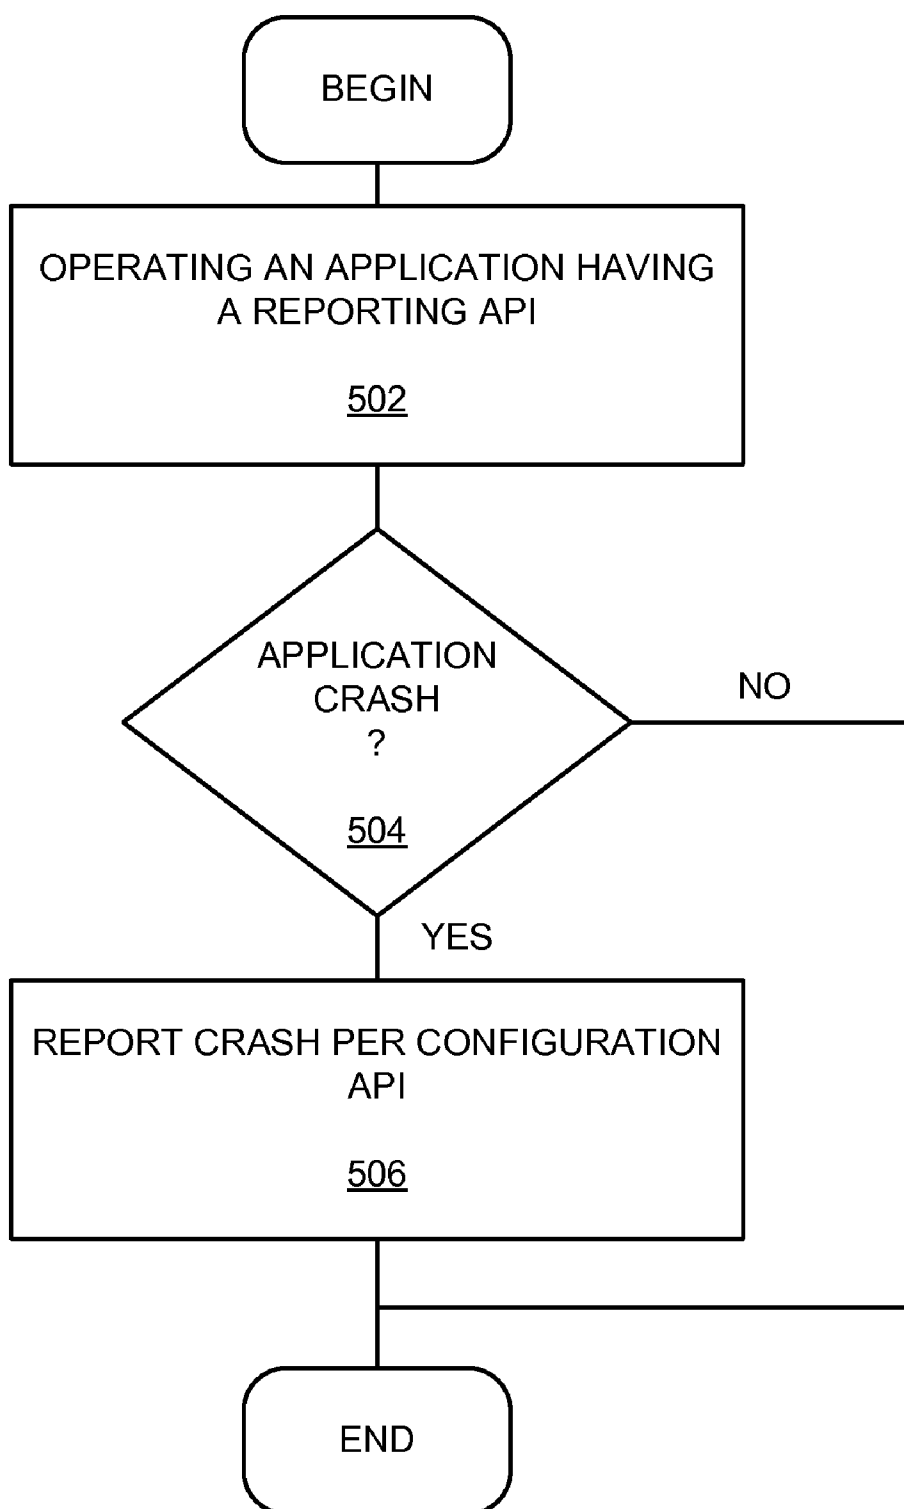 BEGIN
OPERATING AN APPLICATION HAVING
A REPORTING API
502
APPLICATION
CRASH
?
504
NO
YES
REPORT CRASH PER CONFIGURATION
API
506
END